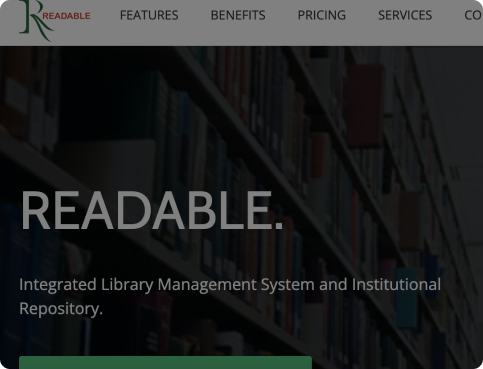 READABLE
FEATURES BENEFITS PRICING SERVICES CO
READABLE.
Integrated Library Management System and Institutional
Repository.